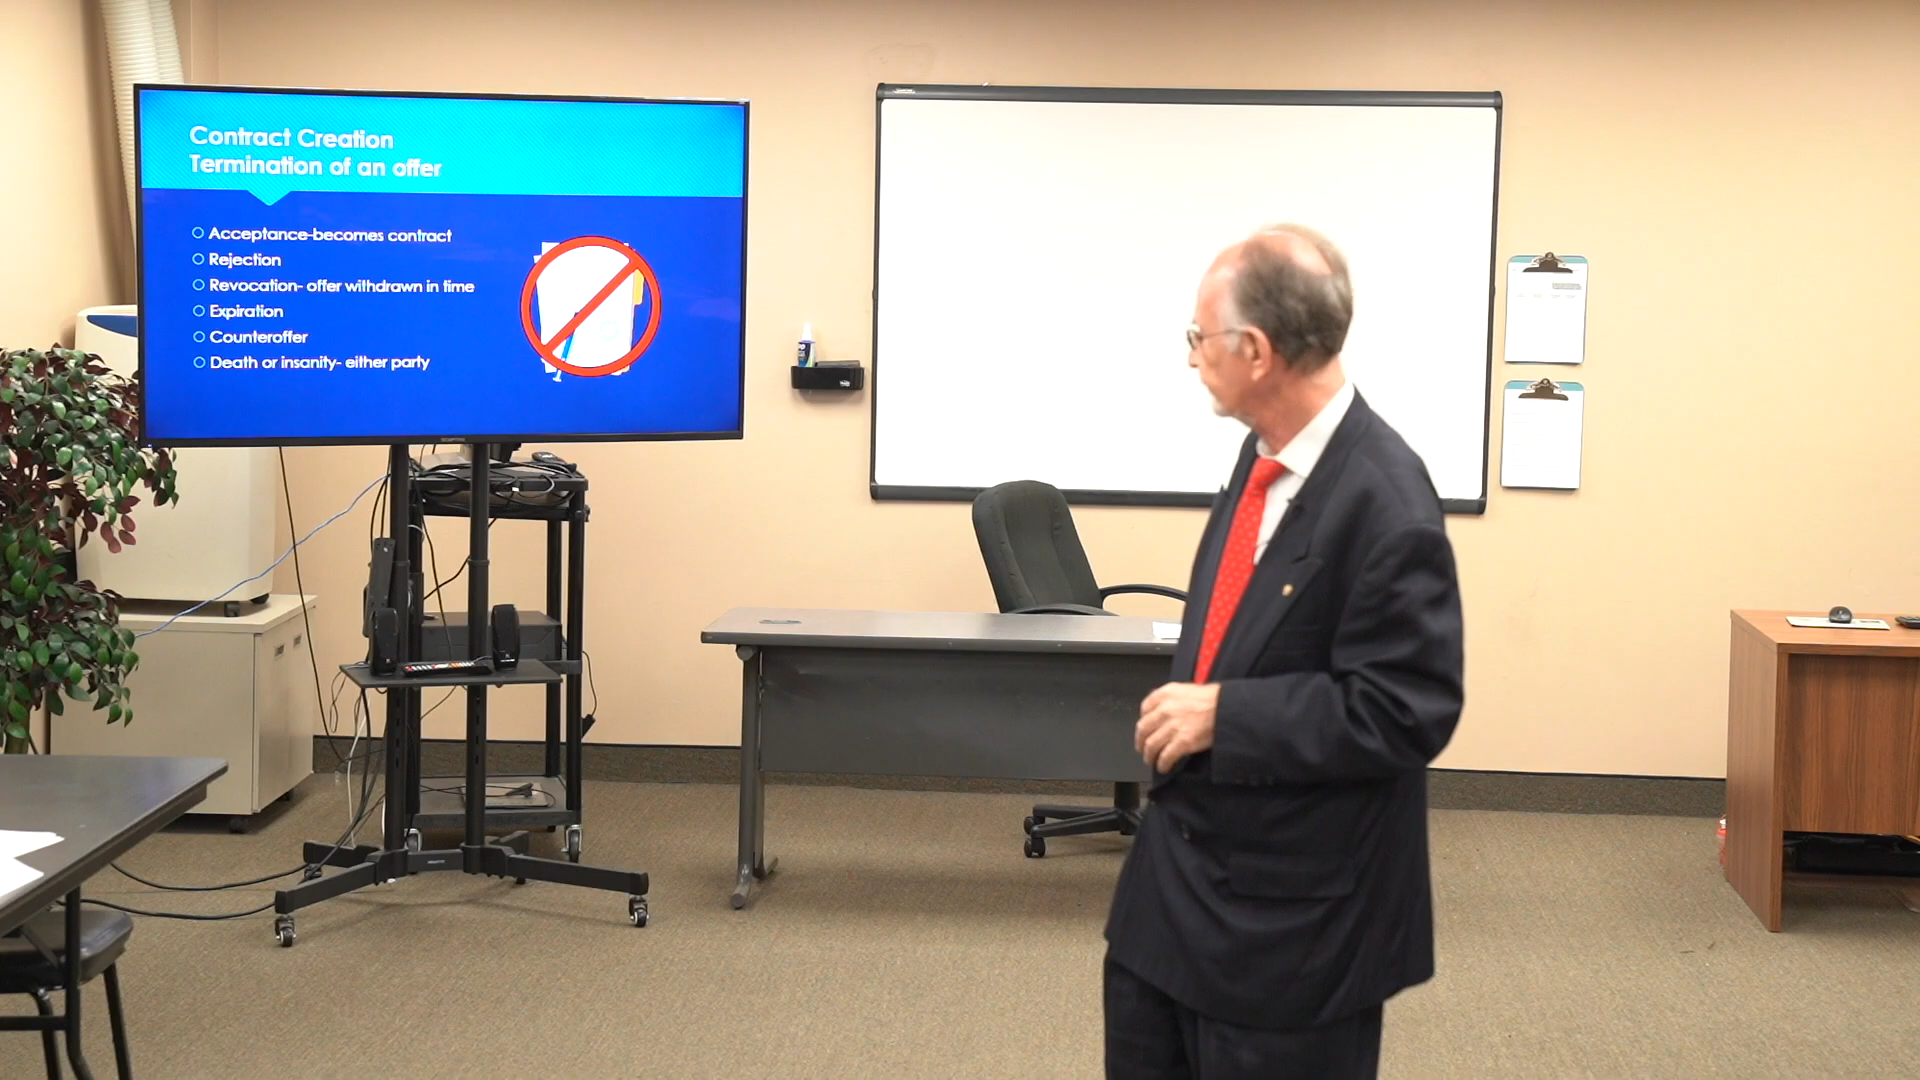 Contract Creation
Termination of an offer
Acceptance-becomes contract
Rejection
Revocation- offer withdrawn in time
Expiration
Counteroffer
Death or insanity- either party